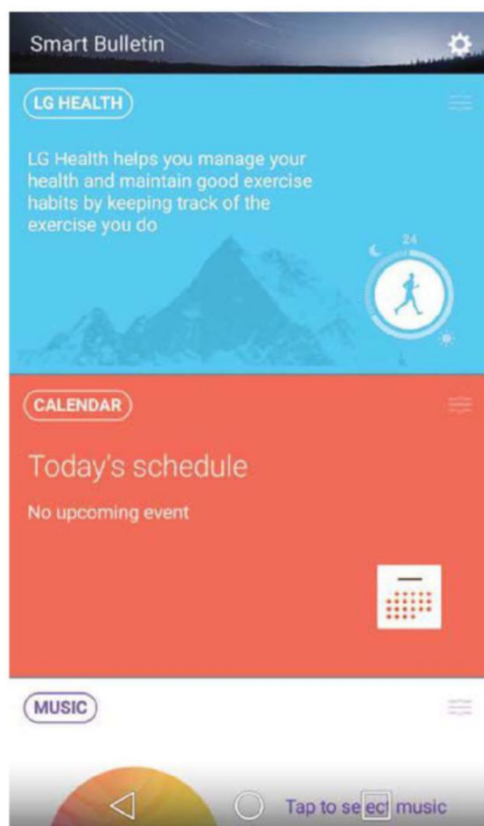 Smart Bulletin
LG HEALTH
LG Health helps you manage your
health and maintain good exercise
habits by keeping track of the
exercise you do
24
CALENDAR
Today's schedule
No upcoming event
MUSIC
Tap to select music